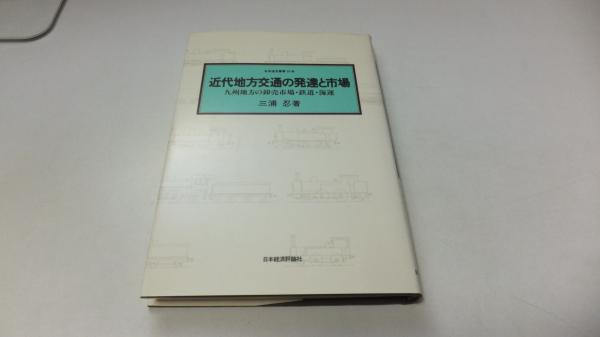 近代地方交通の発達と市場
九州地方の卸売市場・鉄道・海運
三浦 忍著
日本経済評論社